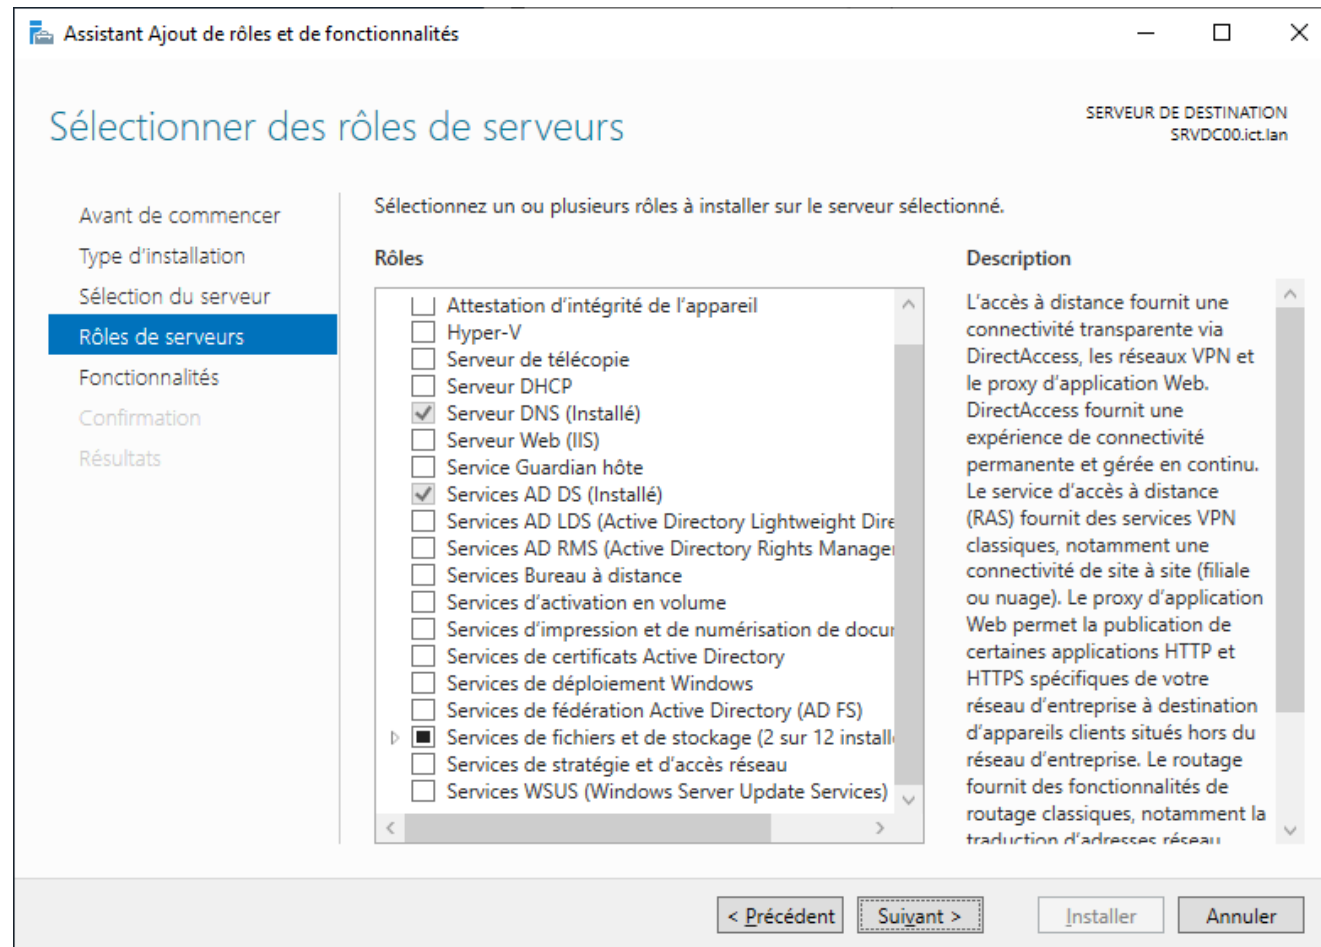 Assistant Ajout de rôles et de fonctionnalités
Sélectionner des rôles de serveurs
SERVEUR DE DESTINATION
SRVDC00.ict.lan
Avant de commencer
Type d'installation
Sélection du serveur
Rôles de serveurs
Fonctionnalités
Confirmation
Résultats
Sélectionnez un ou plusieurs rôles à installer sur le serveur sélectionné.
Rôles
Attestation d'intégrité de l'appareil
Hyper-V
Serveur de télécopie
Serveur DHCP
Serveur DNS (Installé)
Serveur Web (IIS)
Service Guardian hôte
Services AD DS (Installé)
Services AD LDS (Active Directory Lightweight Dire
Services AD RMS (Active Directory Rights Manager
Services Bureau à distance
Services d'activation en volume
Services d'impression et de numérisation de docur
Services de certificats Active Directory
Services de déploiement Windows
Services de fédération Active Directory (AD FS)
Services de fichiers et de stockage (2 sur 12 install
Services de stratégie et d'accès réseau
Services WSUS (Windows Server Update Services)
Description
L'accès à distance fournit une
connectivité transparente via
DirectAccess, les réseaux VPN et
le proxy d'application Web.
DirectAccess fournit une
expérience de connectivité
permanente et gérée en continu.
Le service d'accès à distance
(RAS) fournit des services VPN
classiques, notamment une
connectivité de site à site (filiale
ou nuage). Le proxy d'application
Web permet la publication de
certaines applications HTTP et
HTTPS spécifiques de votre
réseau d'entreprise à destination
d'appareils clients situés hors du
réseau d'entreprise. Le routage
fournit des fonctionnalités de
routage classiques, notamment la
traduction d'adresses réseau
< Précédent
Suivant >
Installer
Annuler